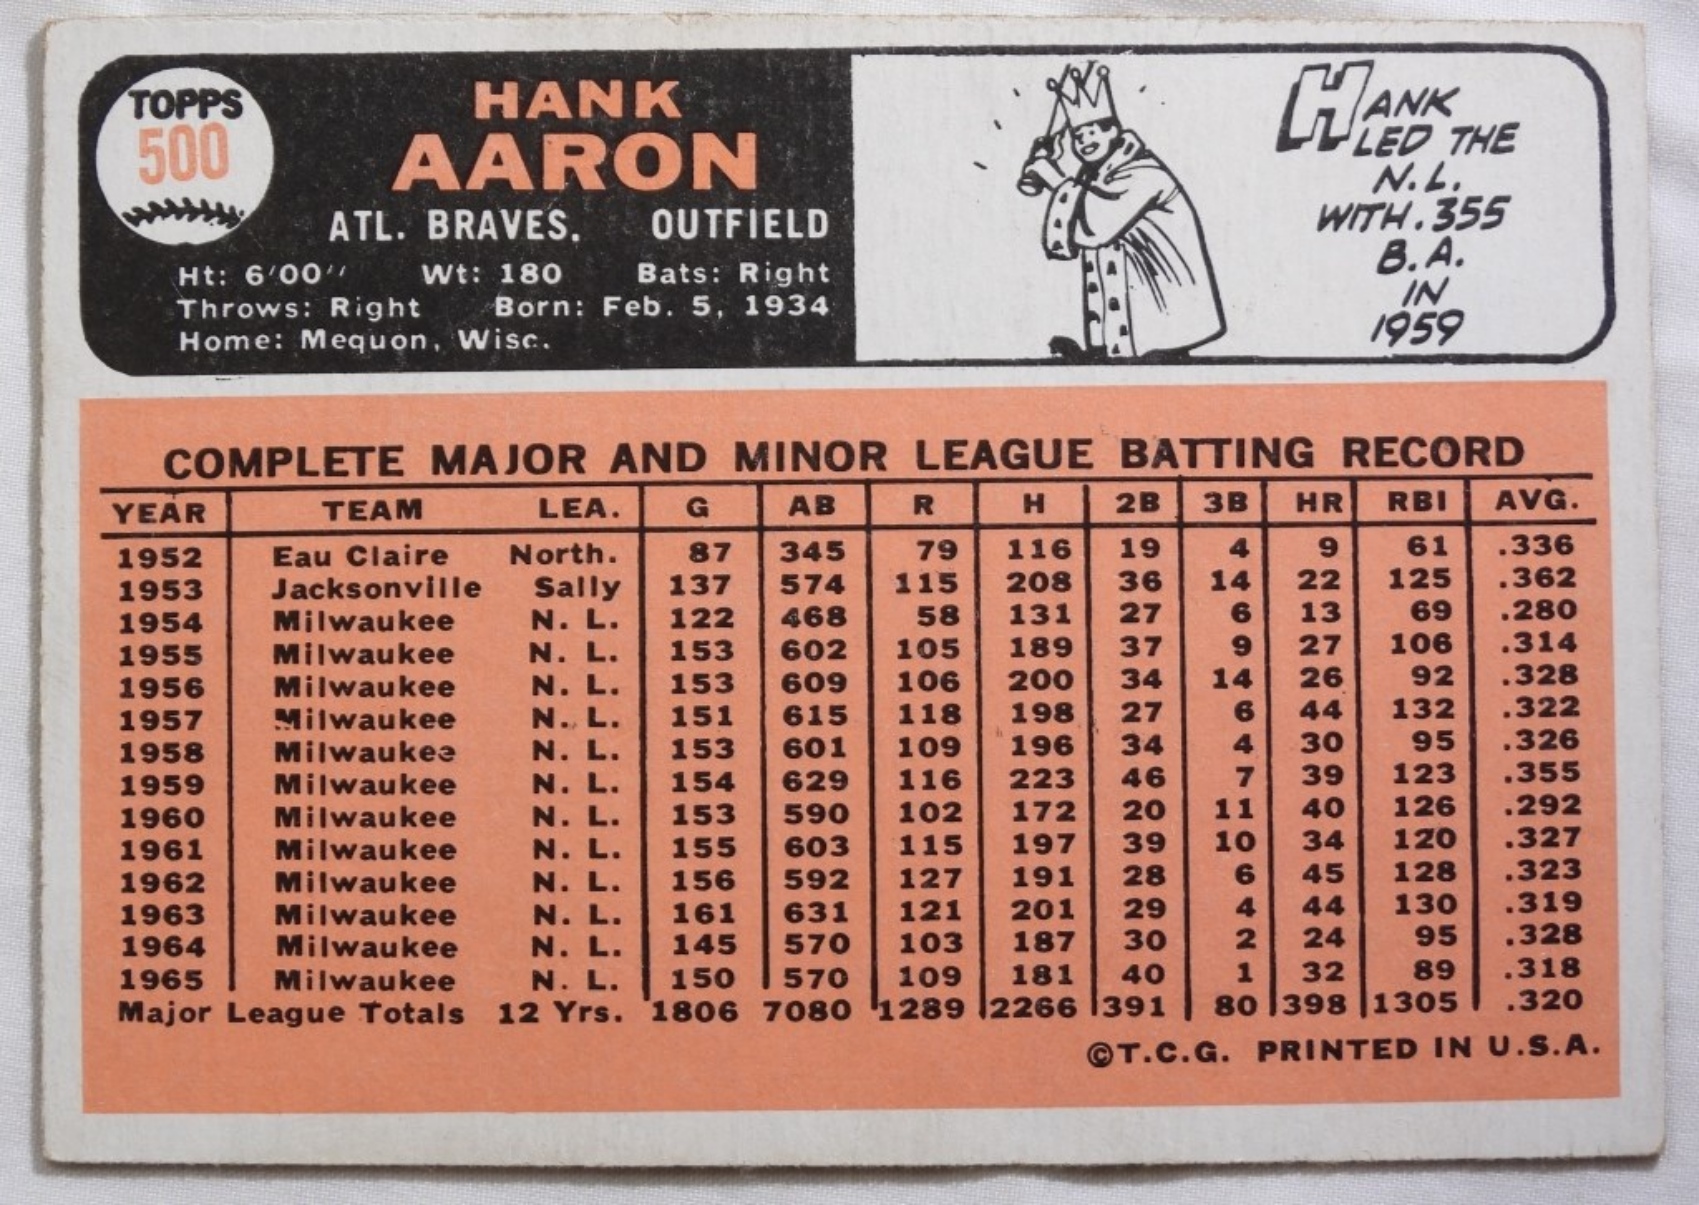 TOPPS
500
HANK
AARON
ATL. BRAVES. OUTFIELD
Ht: 6'00'' Wt: 180 Bats: Right
Throws: Right Born: Feb. 5, 1934
Home: Mequon, Wisc.
HANK
LED THE
N.L.
WITH .355
B.A.
IN
1959
COMPLETE MAJOR AND MINOR LEAGUE BATTING RECORD
YEAR TEAM LEA. G AB R H 2B 3B HR RBI AVG.
1952 Eau Claire North. 87 345 79 116 19 4 9 61 .336
1953 Jacksonville Sally 137 574 115 208 36 14 22 125 .362
1954 Milwaukee N. L. 122 468 58 131 27 6 13 69 .280
1955 Milwaukee N. L. 153 602 105 189 37 9 27 106 .314
1956 Milwaukee N. L. 153 609 106 200 34 14 26 92 .328
1957 Milwaukee N. L. 151 615 118 198 27 6 44 132 .322
1958 Milwaukee N. L. 153 601 109 196 34 4 30 95 .326
1959 Milwaukee N. L. 154 629 116 223 46 7 39 123 .355
1960 Milwaukee N. L. 153 590 102 172 20 11 40 126 .292
1961 Milwaukee N. L. 155 603 115 197 39 10 34 120 .327
1962 Milwaukee N. L. 156 592 127 191 28 6 45 128 .323
1963 Milwaukee N. L. 161 631 121 201 29 4 44 130 .319
1964 Milwaukee N. L. 145 570 103 187 30 2 24 95 .328
1965 Milwaukee N. L. 150 570 109 181 40 1 32 89 .318
Major League Totals 12 Yrs. 1806 7080 1289 2266 391 80 398 1305 .320
©T.C.G. PRINTED IN U.S.A.